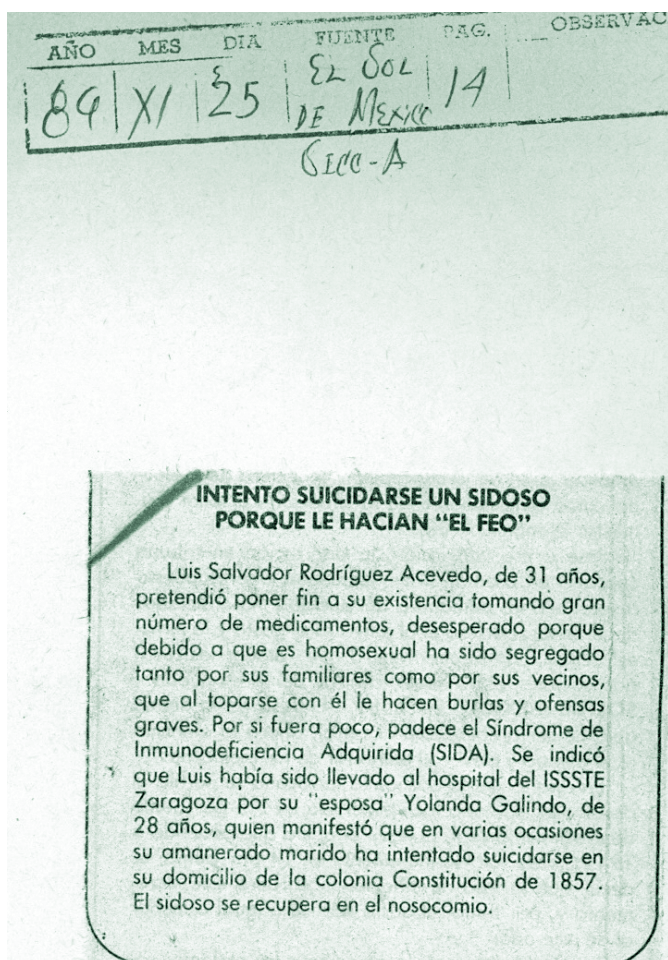 AÑO MES DIA FUENTE PAG. OBSERVAC
XI 25 EL SOL 14
DE MEXICO
SICC-A
INTENTO SUICIDARSE UN SIDOSO
PORQUE LE HACIAN “EL FEO”
Luis Salvador Rodríguez Acevedo, de 31 años,
pretendió poner fin a su existencia tomando gran
número de medicamentos, desesperado porque
debido a que es homosexual ha sido segregado
tanto por sus familiares como por sus vecinos,
que al toparse con él le hacen burlas y ofensas
graves. Por si fuera poco, padece el Síndrome de
Inmunodeficiencia Adquirida (SIDA). Se indicó
que Luis había sido llevado al hospital del ISSSTE
Zaragoza por su "esposa" Yolanda Galindo, de
28 años, quien manifestó que en varias ocasiones
su amanerado marido ha intentado suicidarse en
su domicilio de la colonia Constitución de 1857.
El sidoso se recupera en el nosocomio.